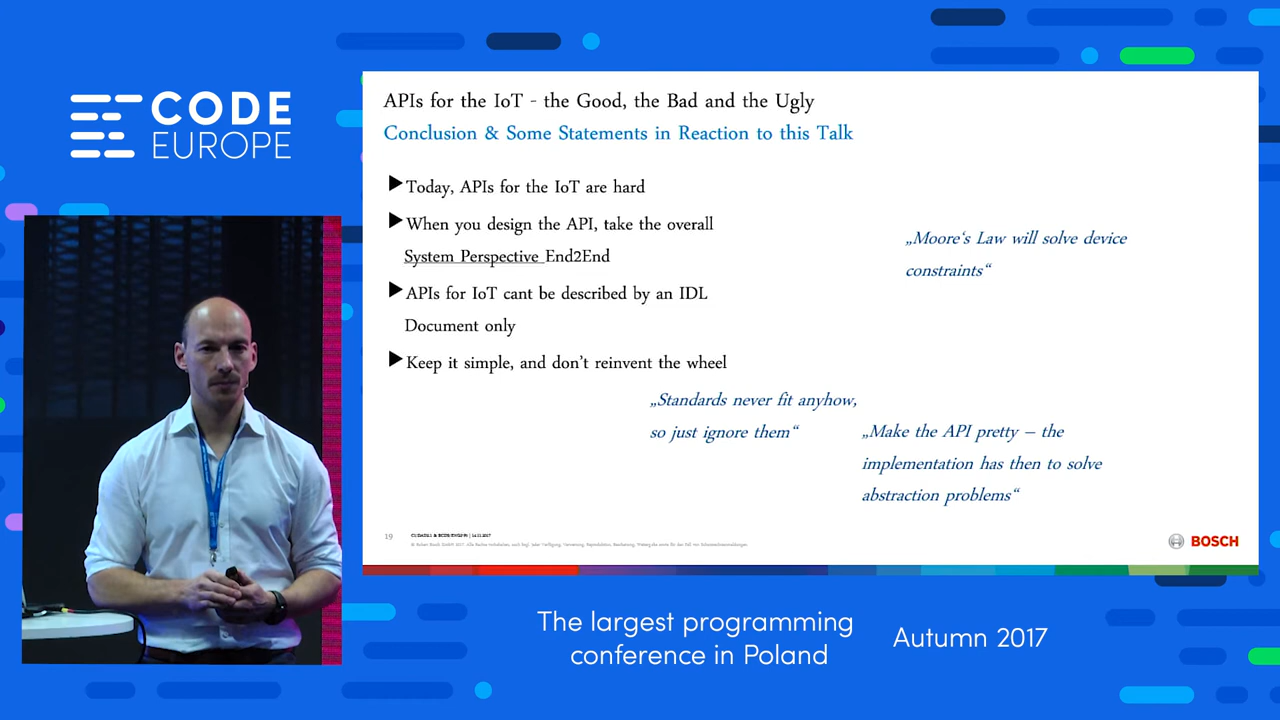 CODE
EUROPE
APIs for the IoT - the Good, the Bad and the Ugly
Conclusion & Some Statements in Reaction to this Talk
Today, APIs for the IoT are hard
When you design the API, take the overall
System Perspective End2End
APIs for IoT cant be described by an IDL
Document only
Keep it simple, and don't reinvent the wheel
„Moore's Law will solve device
constraints“
„Standards never fit anyhow,
so just ignore them“
„Make the API pretty – the
implementation has then to solve
abstraction problems“
19
BOSCH
The largest programming
conference in Poland
Autumn 2017